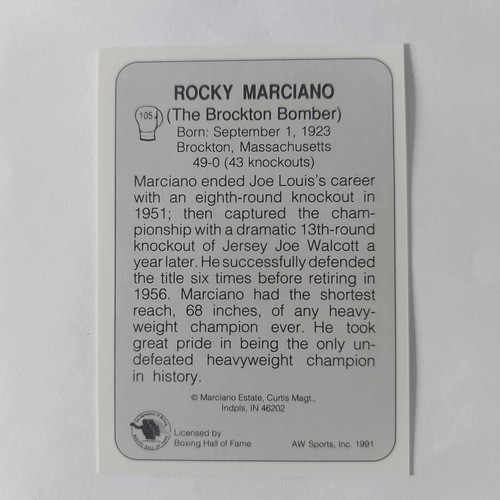 ROCKY MARCIANO
105
(The Brockton Bomber)
Born: September 1, 1923
Brockton, Massachusetts
49-0 (43 knockouts)
Marciano ended Joe Louis's career
with an eighth-round knockout in
1951; then captured the cham-
pionship with a dramatic 13th-round
knockout of Jersey Joe Walcott a
year later. He successfully defended
the title six times before retiring in
1956. Marciano had the shortest
reach, 68 inches, of any heavy-
weight champion ever. He took
great pride in being the only un-
defeated heavyweight champion
in history.
© Marciano Estate, Curtis Magt.,
Indpls, IN 46202
Licensed by
Boxing Hall of Fame
AW Sports, Inc. 1991